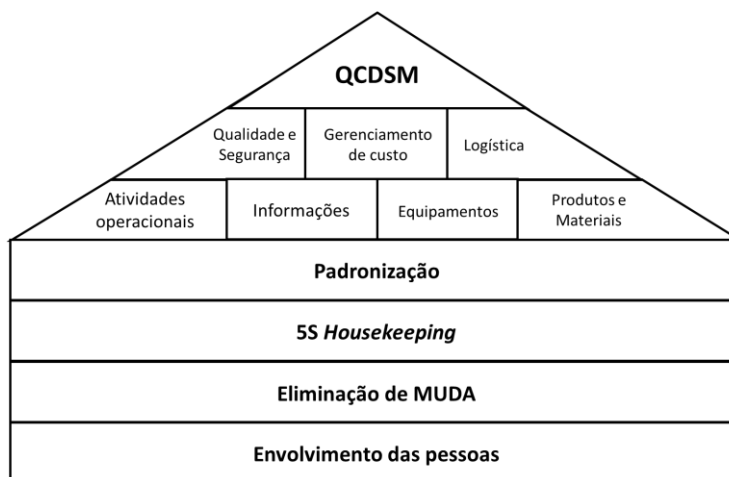 QCDSM
Qualidade e
Segurança
Gerenciamento
de custo
Logística
Atividades
operacionais
Informações
Equipamentos
Produtos e
Materiais
Padronização
5S Housekeeping
Eliminação de MUDA
Envolvimento das pessoas